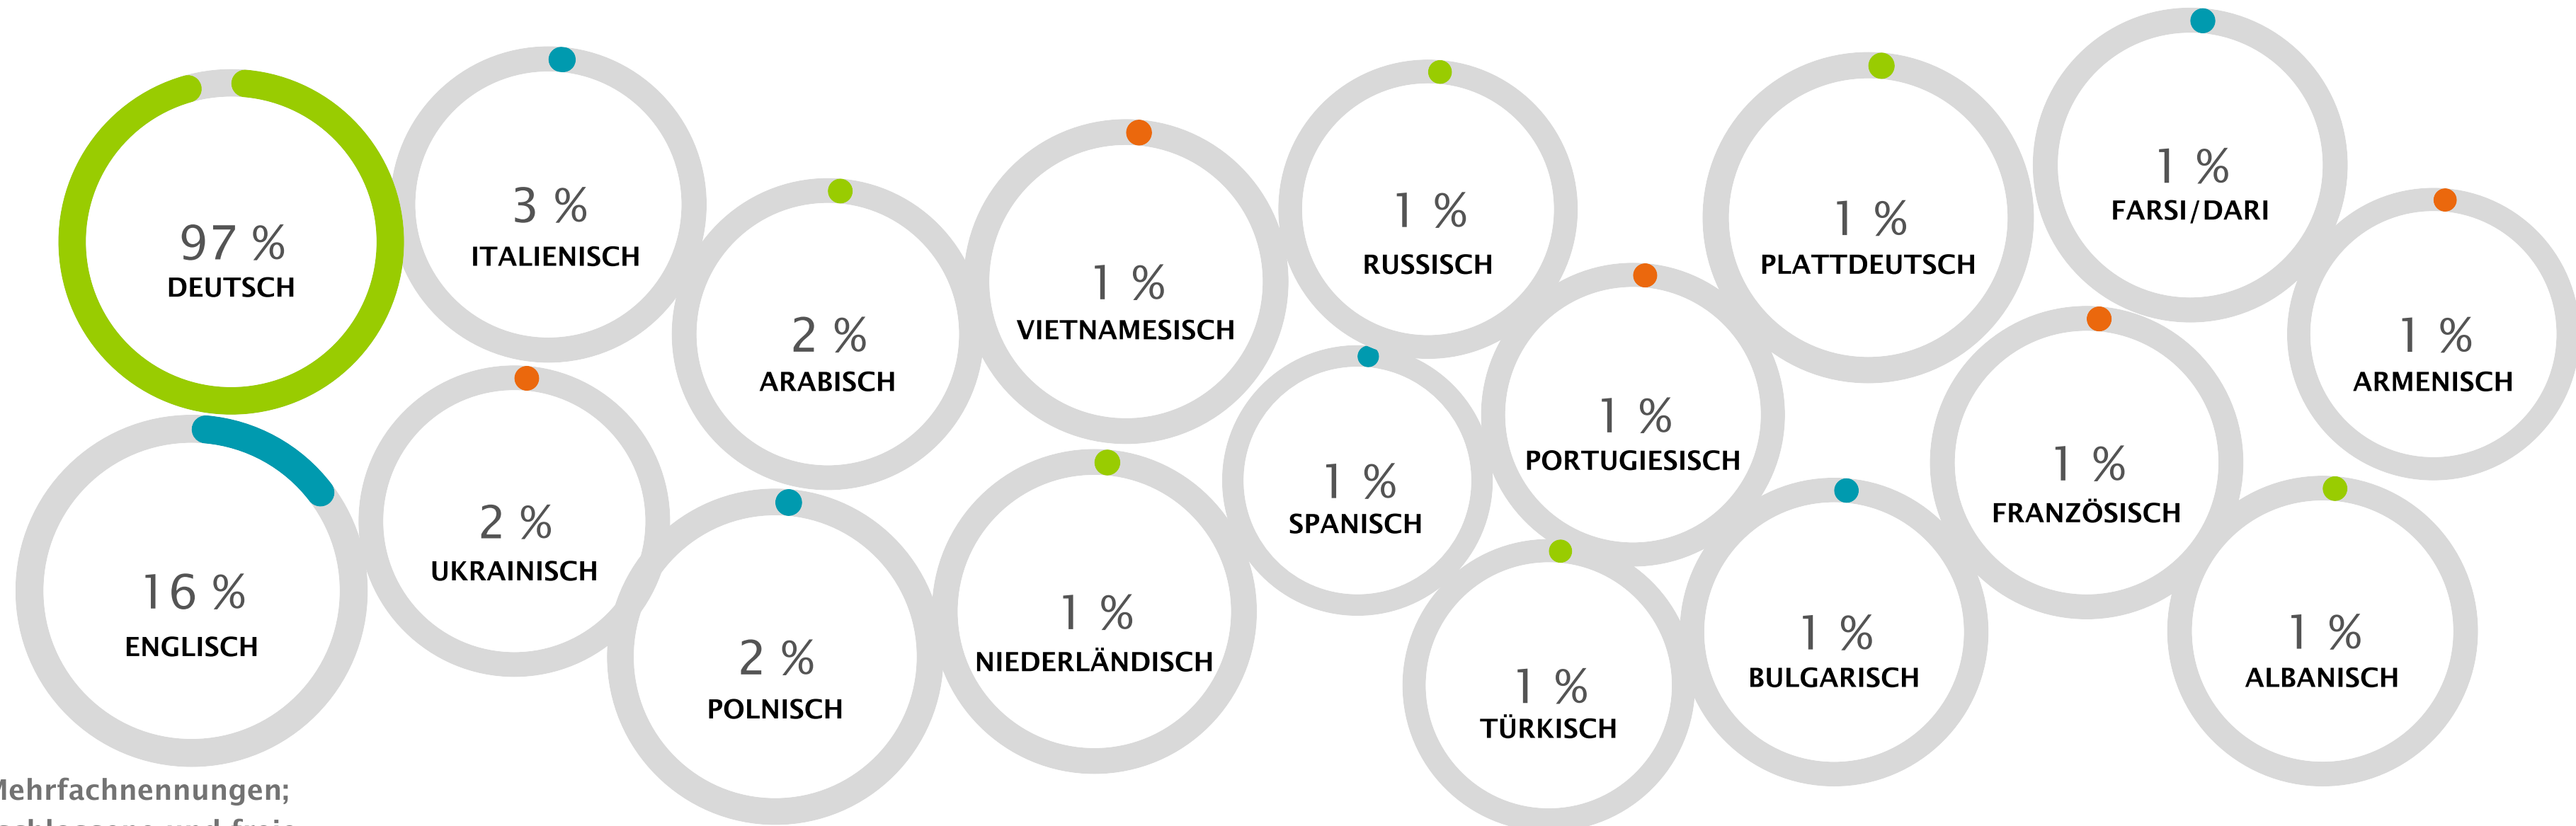 97 %
DEUTSCH
3 %
ITALIENISCH
2 %
ARABISCH
1 %
VIETNAMESISCH
1 %
RUSSISCH
1 %
PLATTDEUTSCH
1 %
FARSI/DARI
1 %
ARMENISCH
16 %
ENGLISCH
2 %
UKRAINISCH
2 %
POLNISCH
1 %
NIEDERLÄNDISCH
1 %
SPANISCH
1 %
PORTUGIESISCH
1 %
TÜRKISCH
1 %
BULGARISCH
1 %
FRANZÖSISCH
1 %
ALBANISCH
Mehrfachnennungen;